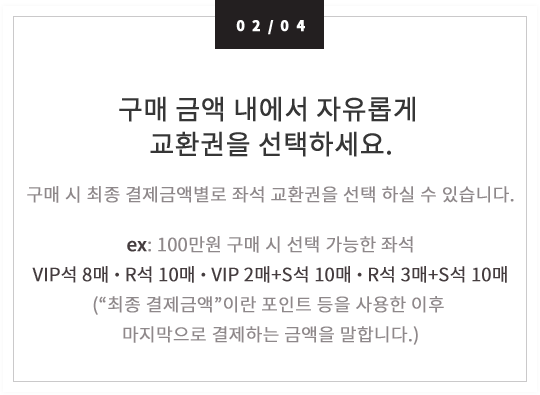 02/04
구매 금액 내에서 자유롭게
교환권을 선택하세요.
구매 시 최종 결제금액별로 좌석 교환권을 선택 하실 수 있습니다.
ex: 100만원 구매 시 선택 가능한 좌석
VIP석 8매 • R석 10매 • VIP 2매+S석 10매 • R석 3매+S석 10매
(“최종 결제금액”이란 포인트 등을 사용한 이후
마지막으로 결제하는 금액을 말합니다.)